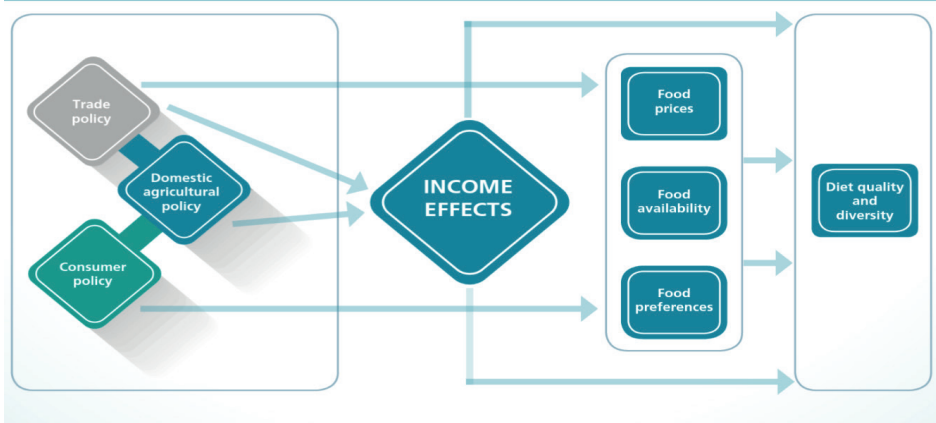 Trade
policy
Domestic
agricultural
policy
Consumer
policy
INCOME
EFFECTS
Food
prices
Food
availability
Food
preferences
Diet quality
and
diversity